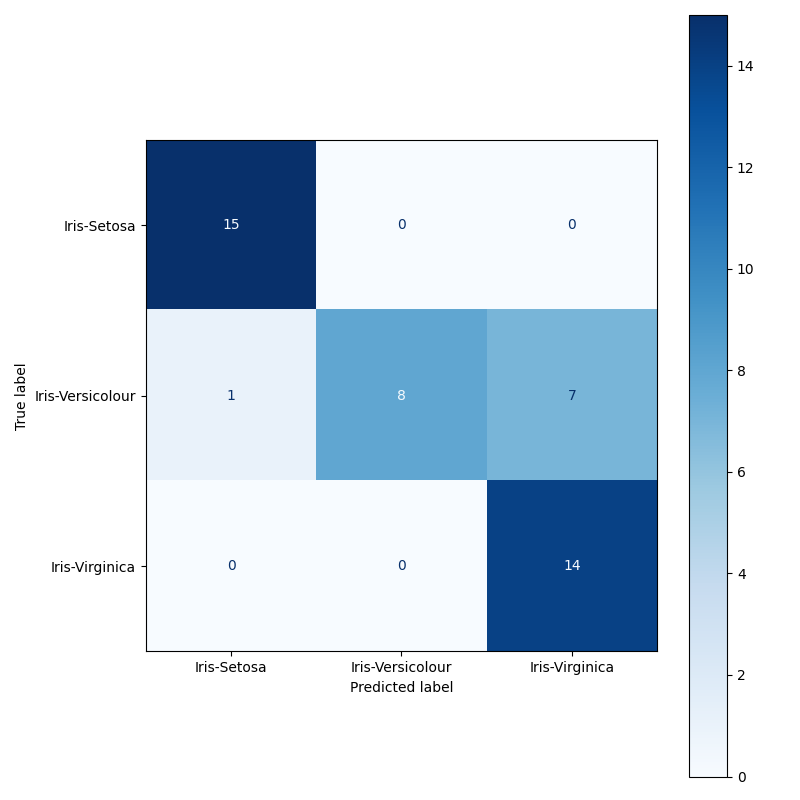 14
12
10
8
6
4
2
0
True label
Iris-Setosa 15 0 0
Iris-Versicolour 1 8 7
Iris-Virginica 0 0 14
Iris-Setosa Iris-Versicolour Iris-Virginica
Predicted label